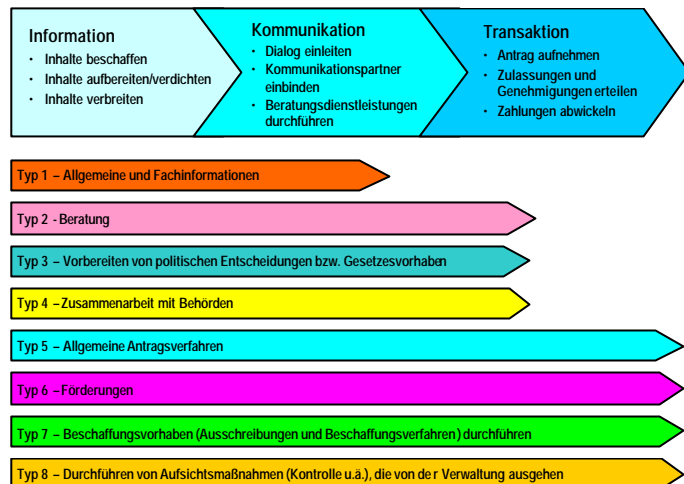 Information
• Inhalte beschaffen
• Inhalte aufbereiten/verdichten
• Inhalte verbreiten
Kommunikation
• Dialog einleiten
• Kommunikationspartner
einbinden
• Beratungsdienstleistungen
durchführen
Transaktion
• Antrag aufnehmen
• Zulassungen und
Genehmigungen erteilen
• Zahlungen abwickeln
Typ 1 – Allgemeine und Fachinformationen
Typ 2 - Beratung
Typ 3 – Vorbereiten von politischen Entscheidungen bzw. Gesetzesvorhaben
Typ 4 – Zusammenarbeit mit Behörden
Typ 5 – Allgemeine Antragsverfahren
Typ 6 – Förderungen
Typ 7 – Beschaffungsvorhaben (Ausschreibungen und Beschaffungsverfahren) durchführen
Typ 8 – Durchführen von Aufsichtsmaßnahmen (Kontrolle u.ä.), die von der Verwaltung ausgehen